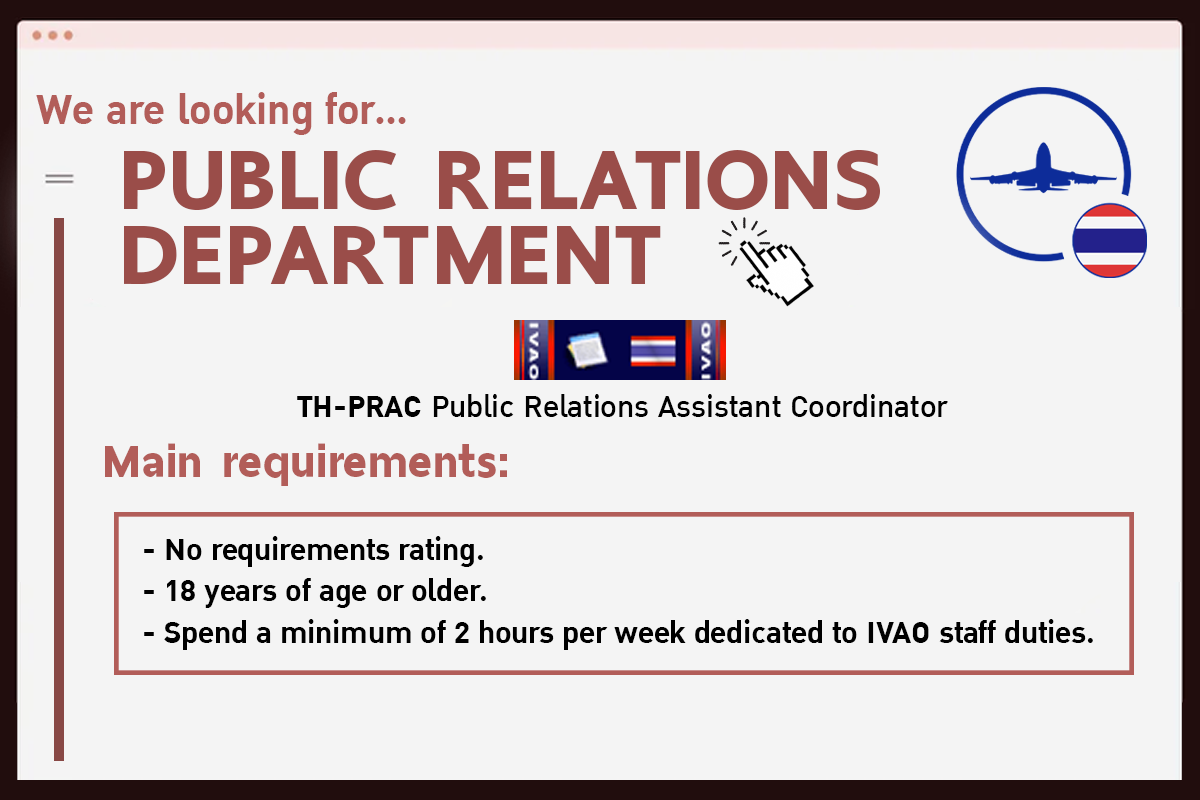 We are looking for...
PUBLIC RELATIONS
DEPARTMENT
IVAO IVAO
TH-PRAC Public Relations Assistant Coordinator
Main requirements:
- No requirements rating.
- 18 years of age or older.
- Spend a minimum of 2 hours per week dedicated to IVAO staff duties.